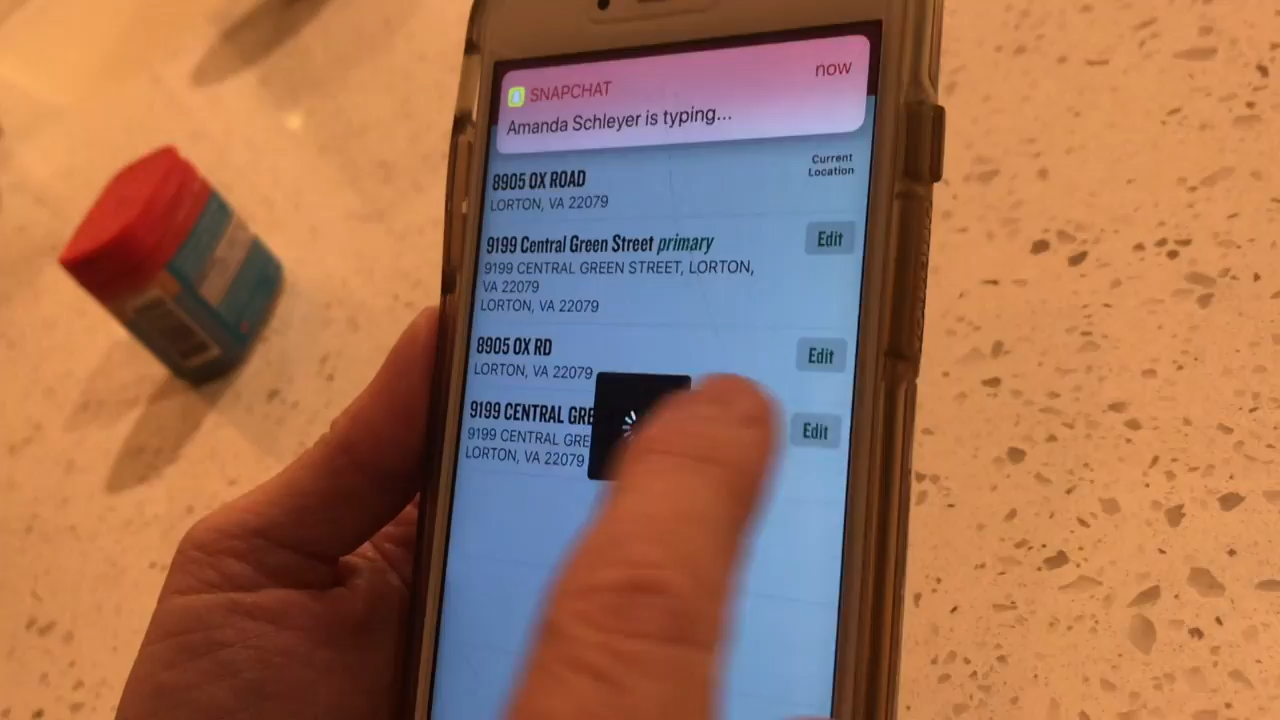 SNAPCHAT
now
Amanda Schleyer is typing...
Current
Location
8905 OX ROAD
LORTON, VA 22079
9199 Central Green Street primary
Edit
9199 CENTRAL GREEN STREET, LORTON,
VA 22079
LORTON, VA 22079
8905 OX RD
Edit
LORTON, VA 22079
9199 CENTRAL GRE
Edit
9199 CENTRAL GRE
LORTON, VA 22079